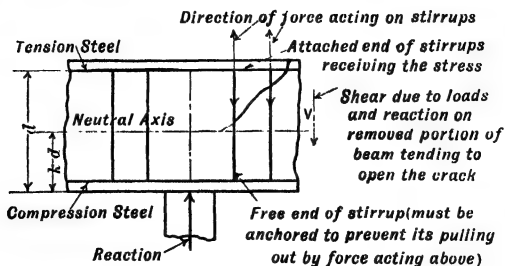 Direction of force acting on stirrups
Tension Steel
Attached end of stirrups
receiving the stress
Neutral Axis
d
kd
V
Shear due to loads
and reaction on
removed portion of
beam tending to
open the crack
Compression Steel
Free end of stirrup(must be
anchored to prevent its pulling
out by force acting above)
Reaction